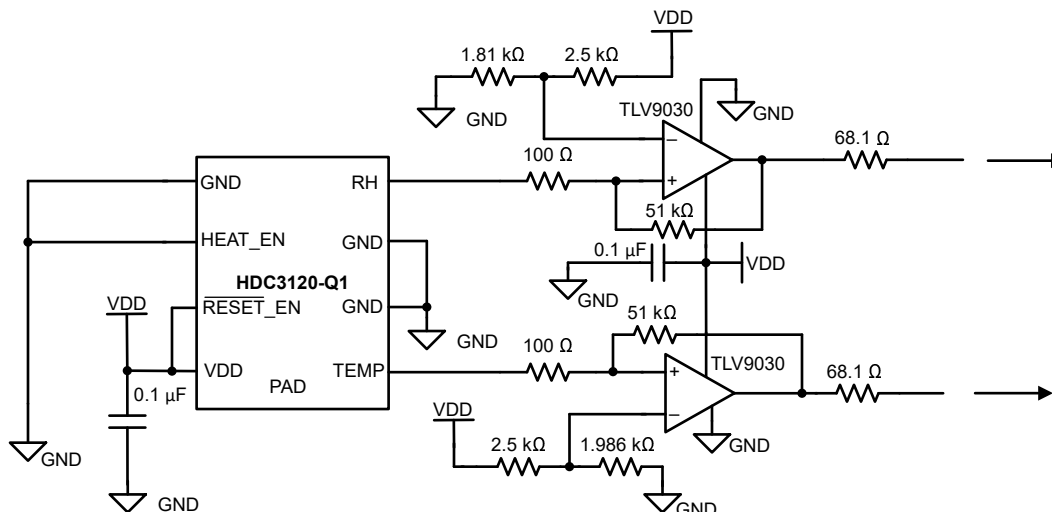 VDD
1.81 kΩ
2.5 kΩ
GND
TLV9030
GND
68.1 Ω
100 Ω
GND
RH
HEAT_EN
GND
51 kΩ
0.1 µF
VDD
HDC3120-Q1
GND
VDD
RESET_EN
GND
51 kΩ
GND
100 Ω
VDD
TEMP
TLV9030
68.1 Ω
0.1 µF
PAD
VDD
2.5 kΩ
1.986 kΩ
GND
GND
GND
GND
+
−
+
−